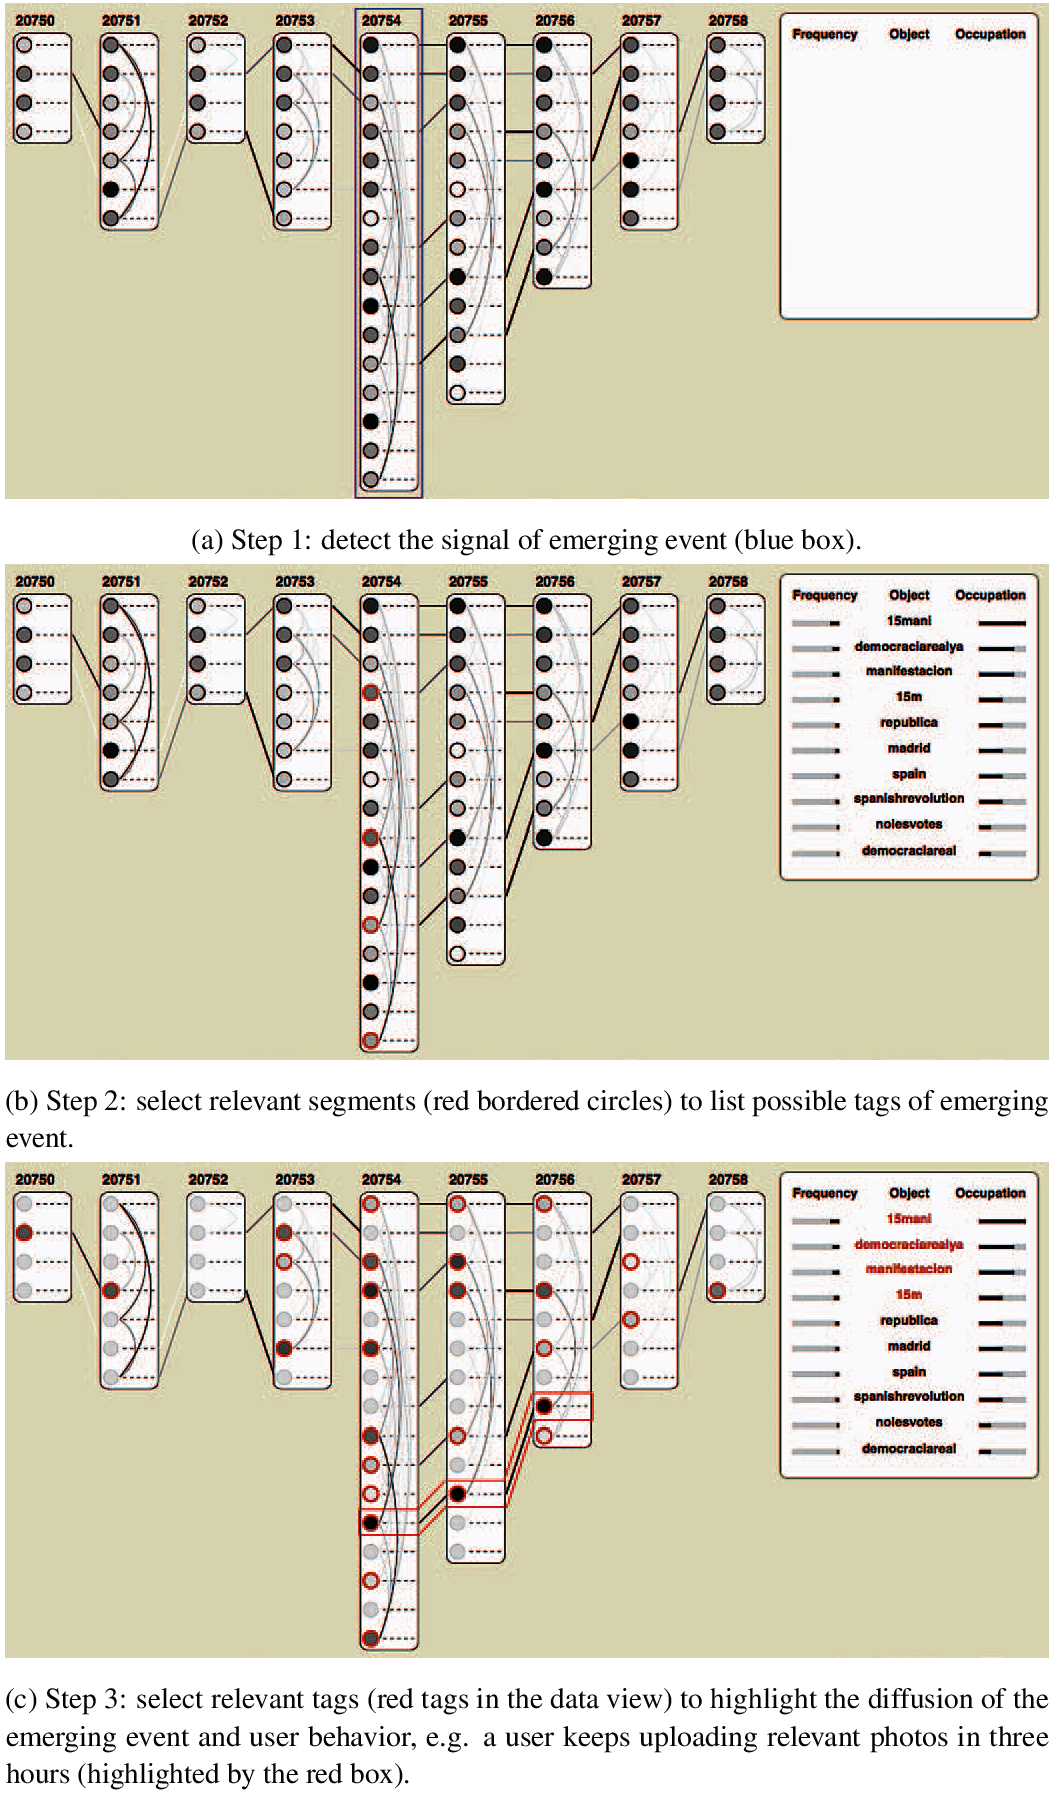 20750 20751 20752 20753 20754 20755 20756 20757 20758
Frequency Object Occupation
(a) Step 1: detect the signal of emerging event (blue box).
20750 20751 20752 20753 20754 20755 20756 20757 20758
Frequency Object Occupation
15mani
democraciarealya
manifestacion
15m
republica
madrid
spain
spanishrevolution
nolesvotes
democraciareal
(b) Step 2: select relevant segments (red bordered circles) to list possible tags of emerging
event.
20750 20751 20752 20753 20754 20755 20756 20757 20758
Frequency Object Occupation
15mani
democraciarealya
manifestacion
15m
republica
madrid
spain
spanishrevolution
nolesvotes
democraciareal
(c) Step 3: select relevant tags (red tags in the data view) to highlight the diffusion of the
emerging event and user behavior, e.g. a user keeps uploading relevant photos in three
hours (highlighted by the red box).